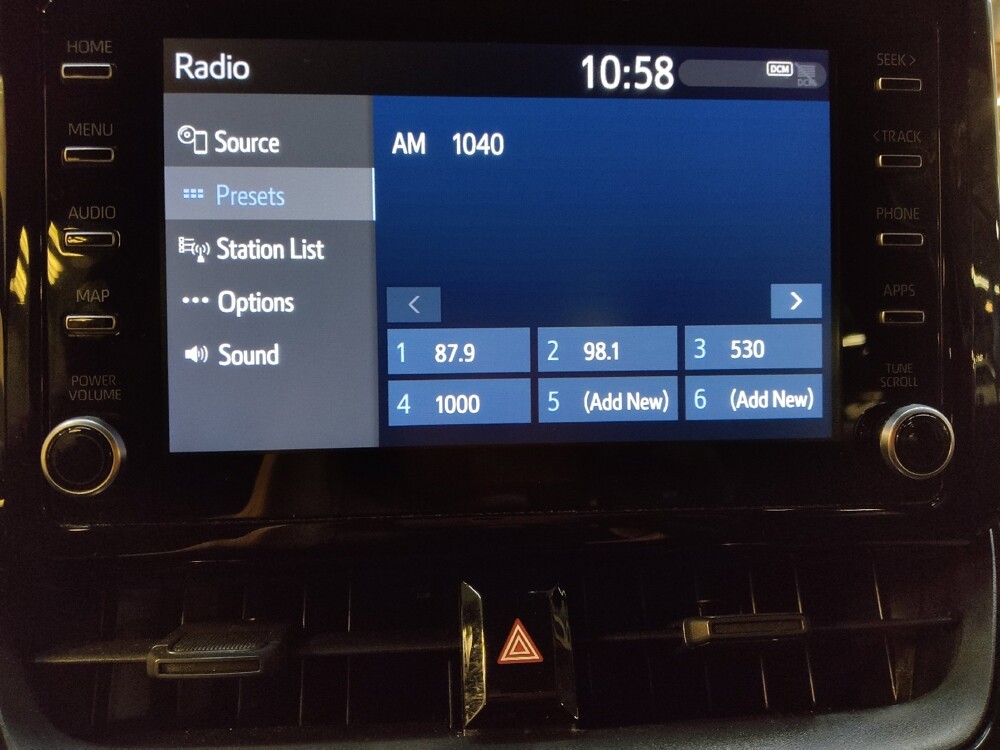 HOME
MENU
AUDIO
MAP
POWER
VOLUME
Radio
10:58
DCM
DCM
Source
Presets
Station List
Options
Sound
AM 1040
<
>
1 87.9
2 98.1
3 530
4 1000
5 (Add New)
6 (Add New)
SEEK >
< TRACK
PHONE
APPS
TUNE
SCROLL